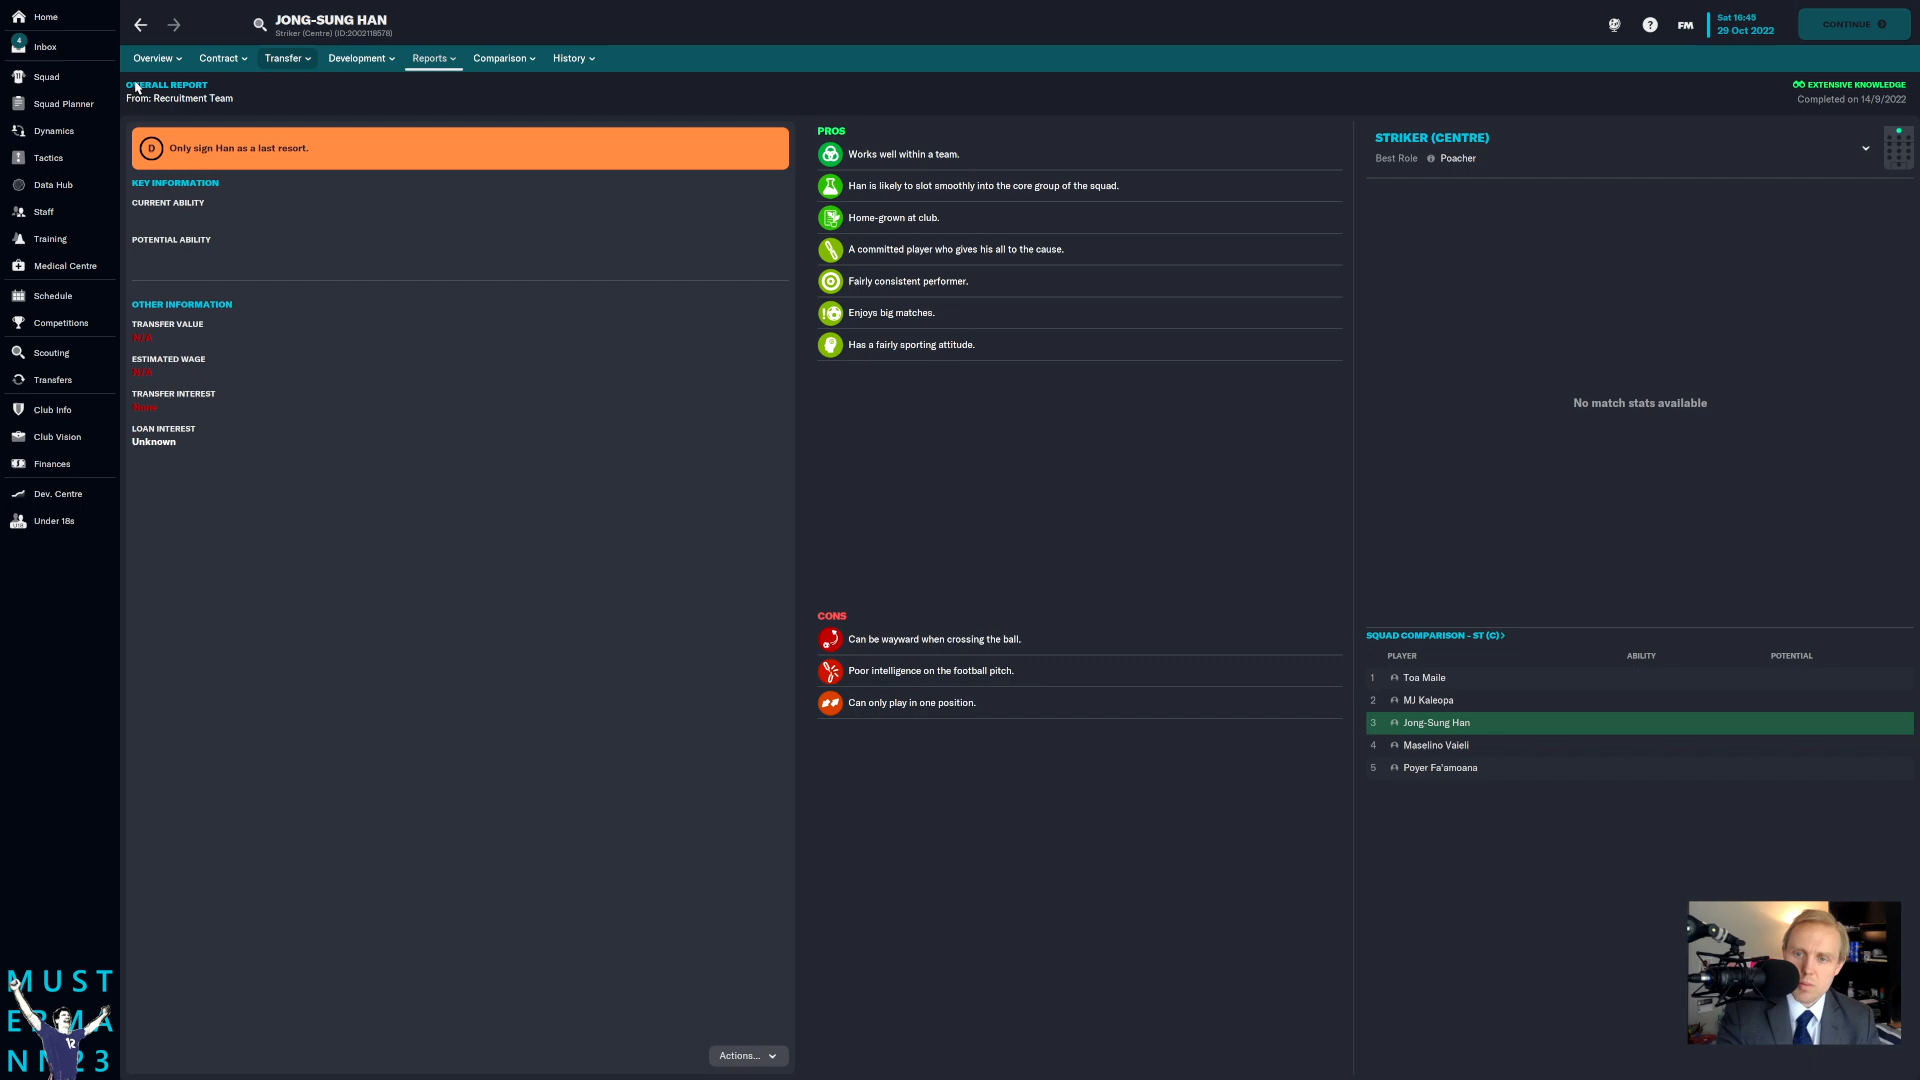 Home
4
Inbox
Squad
Squad Planner
Dynamics
Tactics
Data Hub
Staff
Training
Medical Centre
Schedule
Competitions
Scouting
Transfers
Club Info
Club Vision
Finances
Dev. Centre
Under 18s
MUST
ERMA
NN23
12
JONG-SUNG HAN
Striker (Centre) (ID:2002118578)
FM
Sat 16:45
29 Oct 2022
CONTINUE
Overview
Contract
Transfer
Development
Reports
Comparison
History
OVERALL REPORT
From: Recruitment Team
EXTENSIVE KNOWLEDGE
Completed on 14/9/2022
D Only sign Han as a last resort.
KEY INFORMATION
CURRENT ABILITY
POTENTIAL ABILITY
OTHER INFORMATION
TRANSFER VALUE
N/A
ESTIMATED WAGE
N/A
TRANSFER INTEREST
None
LOAN INTEREST
Unknown
Actions...
PROS
Works well within a team.
Han is likely to slot smoothly into the core group of the squad.
Home-grown at club.
A committed player who gives his all to the cause.
Fairly consistent performer.
Enjoys big matches.
Has a fairly sporting attitude.
CONS
Can be wayward when crossing the ball.
Poor intelligence on the football pitch.
Can only play in one position.
STRIKER (CENTRE)
Best Role Poacher
No match stats available
SQUAD COMPARISON - ST (C)>
PLAYER ABILITY POTENTIAL
1 Toa Maile
2 MJ Kaleopa
3 Jong-Sung Han
4 Maselino Vaieli
5 Poyer Fa'amoana